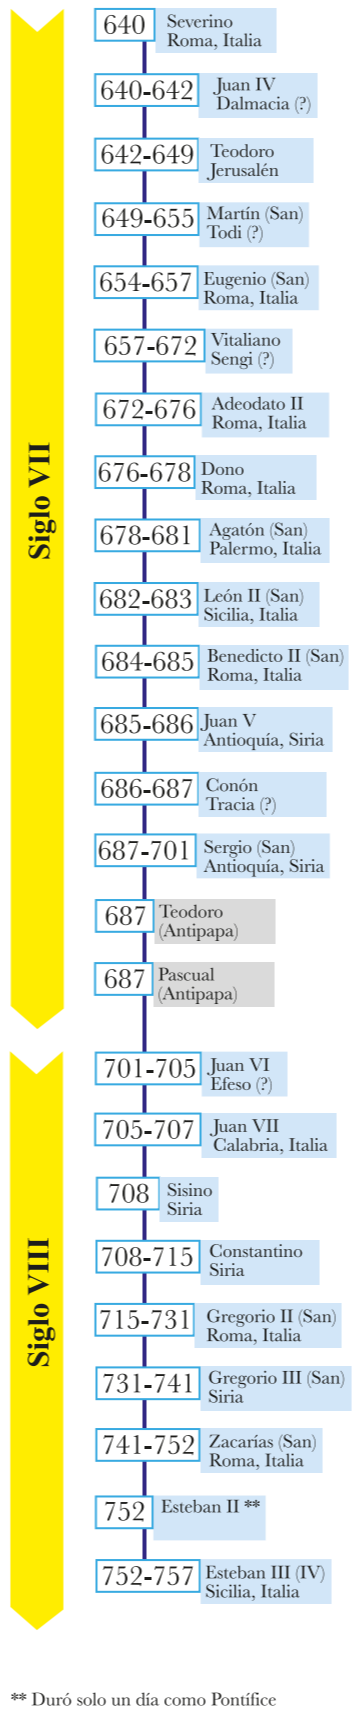 Siglo VII
640
Severino
Roma, Italia
640-642
Juan IV
Dalmacia (?)
642-649
Teodoro
Jerusalén
649-655
Martín (San)
Todi (?)
654-657
Eugenio (San)
Roma, Italia
657-672
Vitaliano
Sengi (?)
672-676
Adeodato II
Roma, Italia
676-678
Dono
Roma, Italia
678-681
Agatón (San)
Palermo, Italia
682-683
León II (San)
Sicilia, Italia
684-685
Benedicto II (San)
Roma, Italia
685-686
Juan V
Antioquía, Siria
686-687
Conón
Tracia (?)
687-701
Sergio (San)
Antioquía, Siria
687
Teodoro
(Antipapa)
687
Pascual
(Antipapa)
Siglo VIII
701-705
Juan VI
Efeso (?)
705-707
Juan VII
Calabria, Italia
708
Sisino
Siria
708-715
Constantino
Siria
715-731
Gregorio II (San)
Roma, Italia
731-741
Gregorio III (San)
Siria
741-752
Zacarías (San)
Roma, Italia
752
Esteban II **
752-757
Esteban III (IV)
Sicilia, Italia
** Duró solo un día como Pontífice